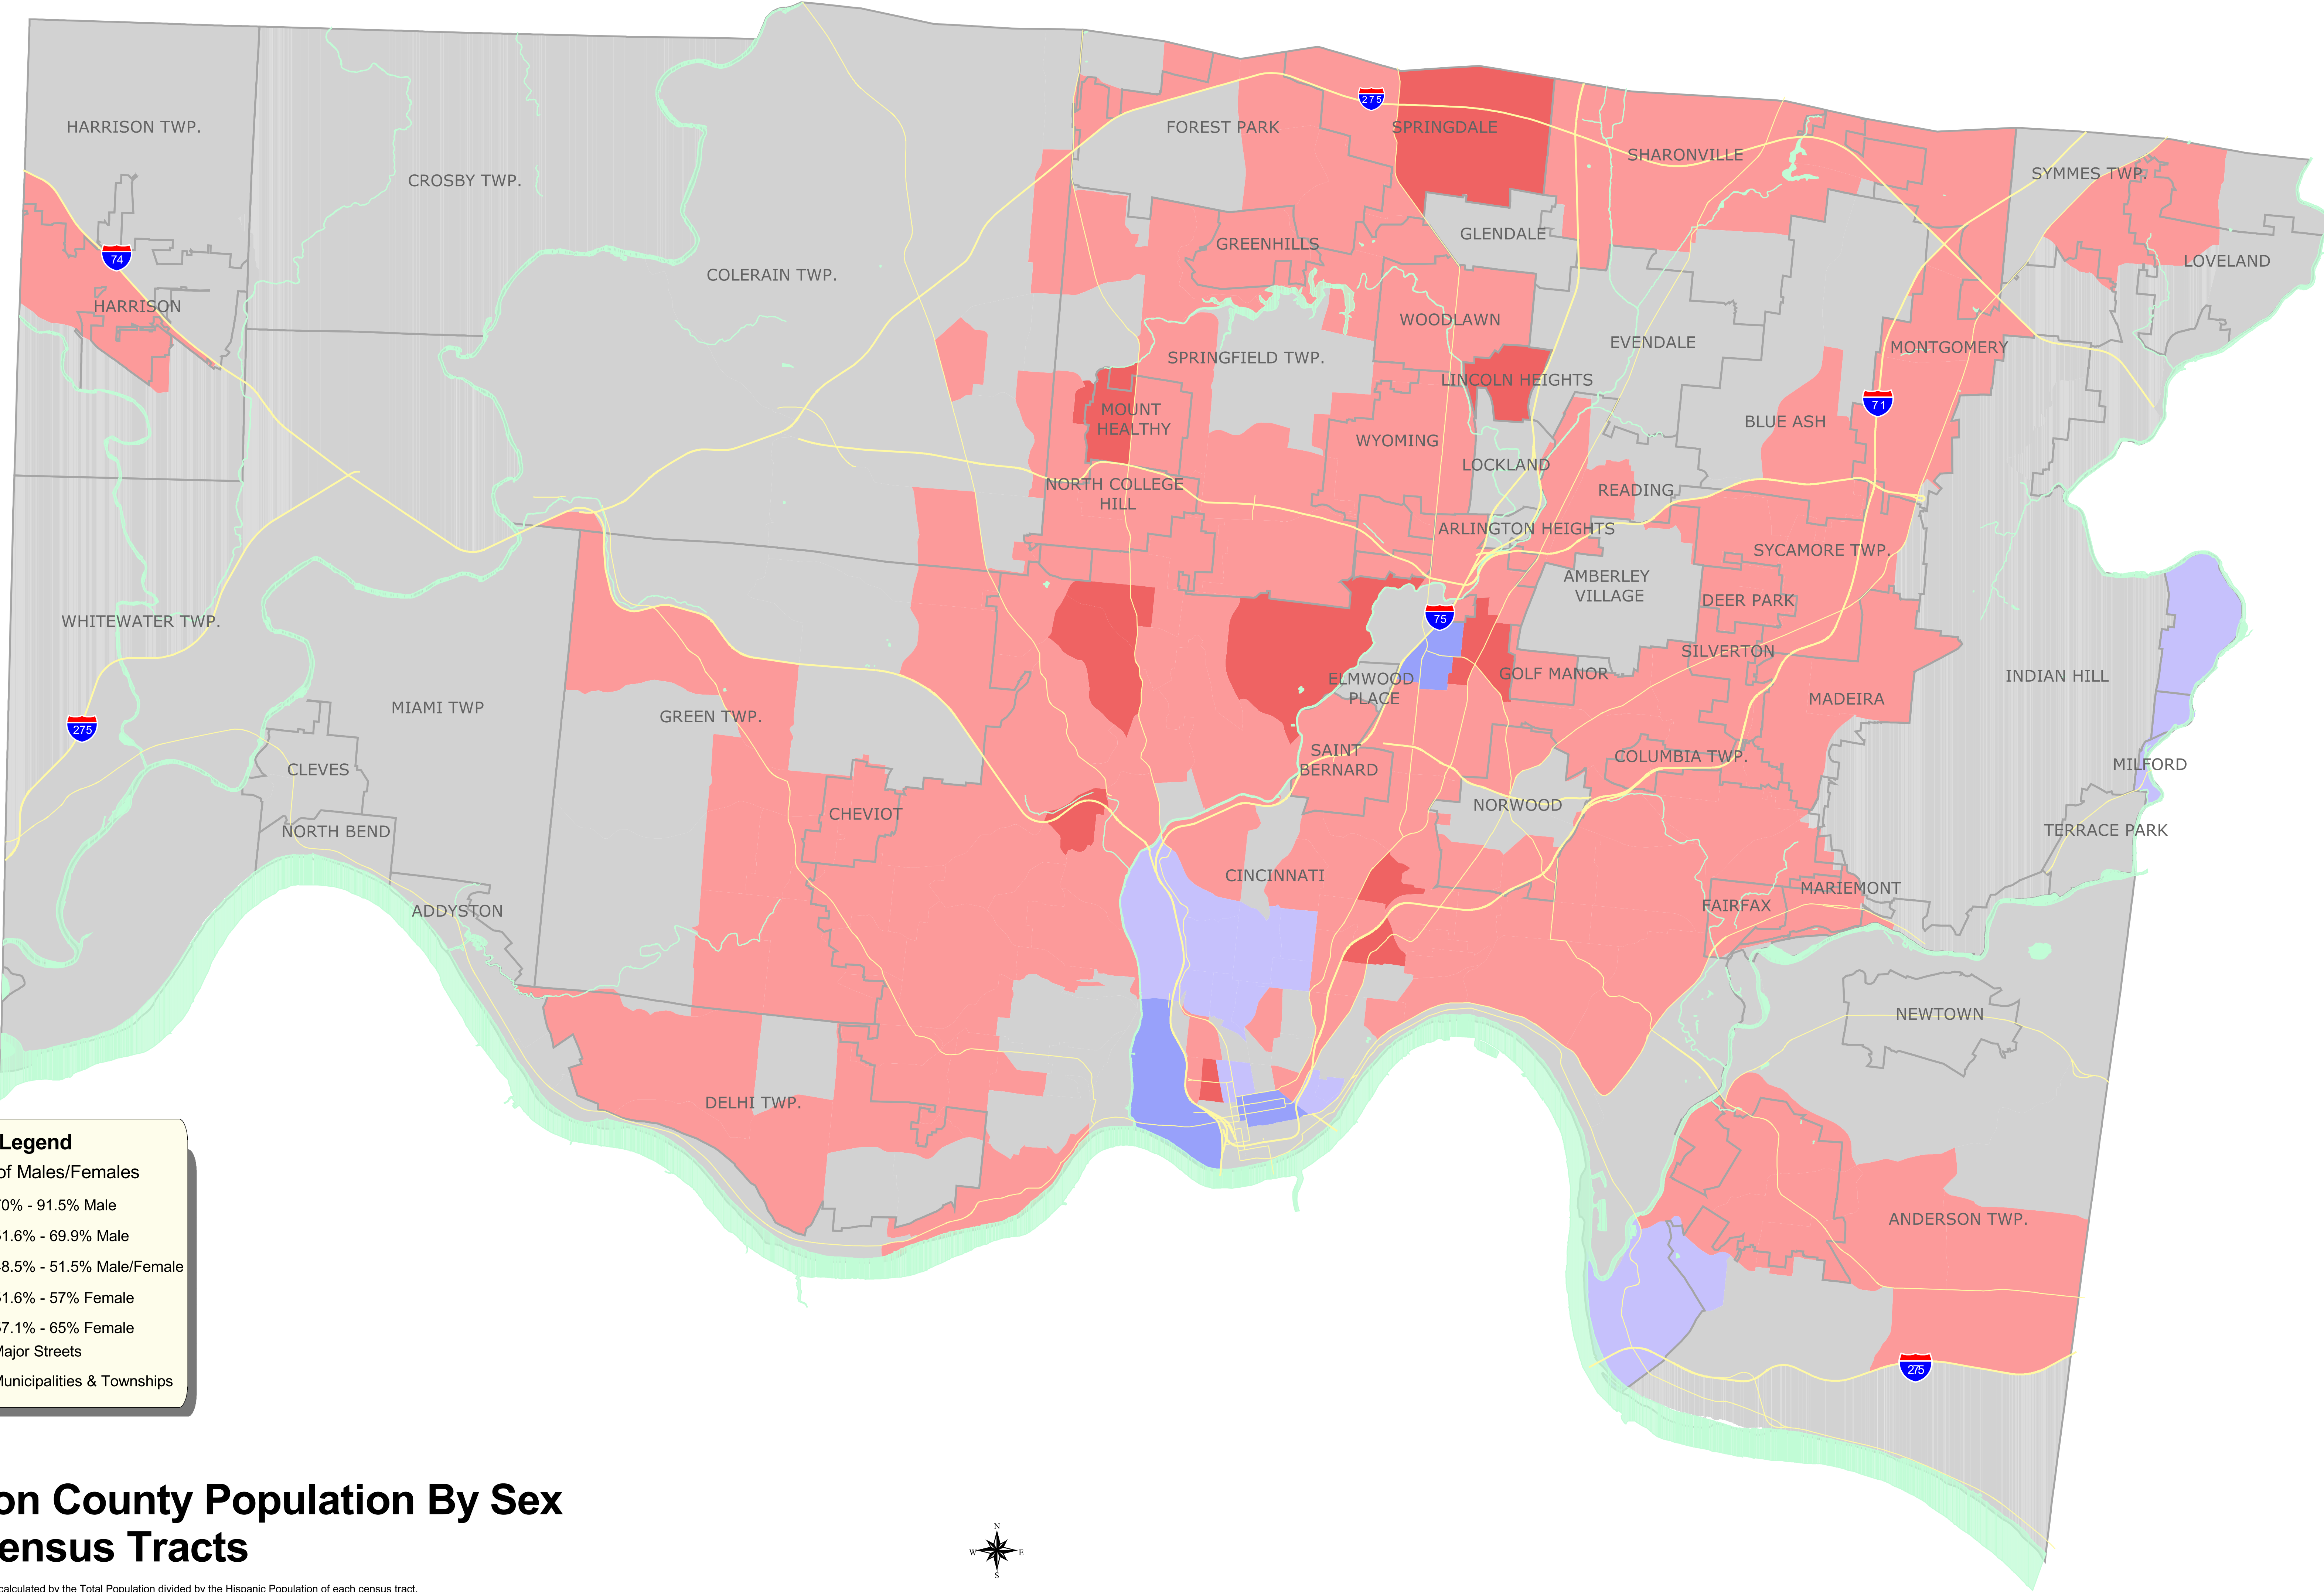 275
FOREST PARK
SPRINGDALE
HARRISON TWP.
SHARONVILLE
SYMMES TWP.
CROSBY TWP.
GLENDALE
GREENHILLS
74
LOVELAND
COLERAIN TWP.
HARRISON
WOODLAWN
EVENDALE
MONTGOMERY
SPRINGFIELD TWP.
LINCOLN HEIGHTS
71
MOUNT
HEALTHY
BLUE ASH
WYOMING
LOCKLAND
NORTH COLLEGE
HILL
READING
ARLINGTON HEIGHTS
SYCAMORE TWP.
AMBERLEY
VILLAGE
DEER PARK
WHITEWATER TWP.
75
SILVERTON
GOLF MANOR
INDIAN HILL
ELMWOOD
PLACE
MADEIRA
MIAMI TWP
GREEN TWP.
275
SAINT
BERNARD
COLUMBIA TWP.
MILFORD
CLEVES
NORWOOD
CHEVIOT
NORTH BEND
TERRACE PARK
CINCINNATI
MARIEMONT
FAIRFAX
ADDYSTON
NEWTOWN
DELHI TWP.
ANDERSON TWP.
275
Legend
of Males/Females
0% - 91.5% Male
1.6% - 69.9% Male
8.5% - 51.5% Male/Female
1.6% - 57% Female
7.1% - 65% Female
Major Streets
Municipalities & Townships
on County Population By Sex
ensus Tracts
N
W E
S
calculated by the Total Population divided by the Hispanic Population of each census tract.